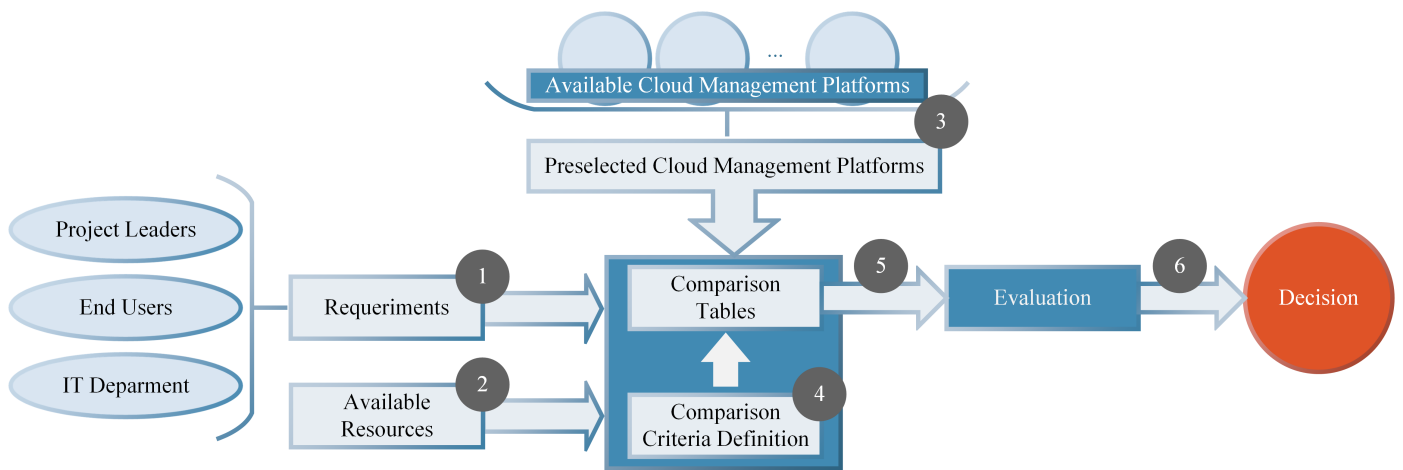 ...
Available Cloud Management Platforms
3
Preselected Cloud Management Platforms
Project Leaders
End Users
IT Deparment
1
Requeriments
2
Available
Resources
Comparison
Tables
4
Comparison
Criteria Definition
5
Evaluation
6
Decision